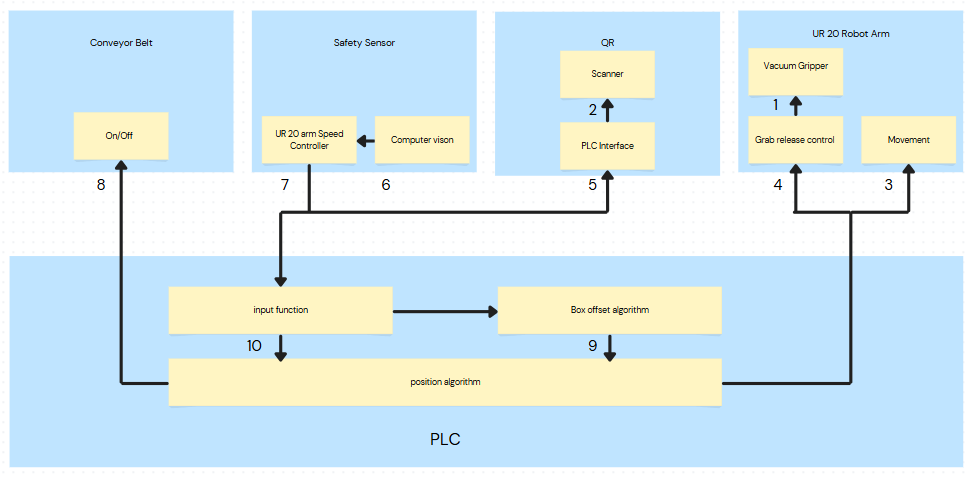 Conveyor Belt
Safety Sensor
QR
UR 20 Robot Arm
On/Off
UR 20 arm Speed
Controller
Computer vison
Scanner
2
PLC Interface
Vacuum Gripper
1
Grab release control
Movement
8
7
6
5
4
3
input function
Box offset algorithm
10
9
position algorithm
PLC